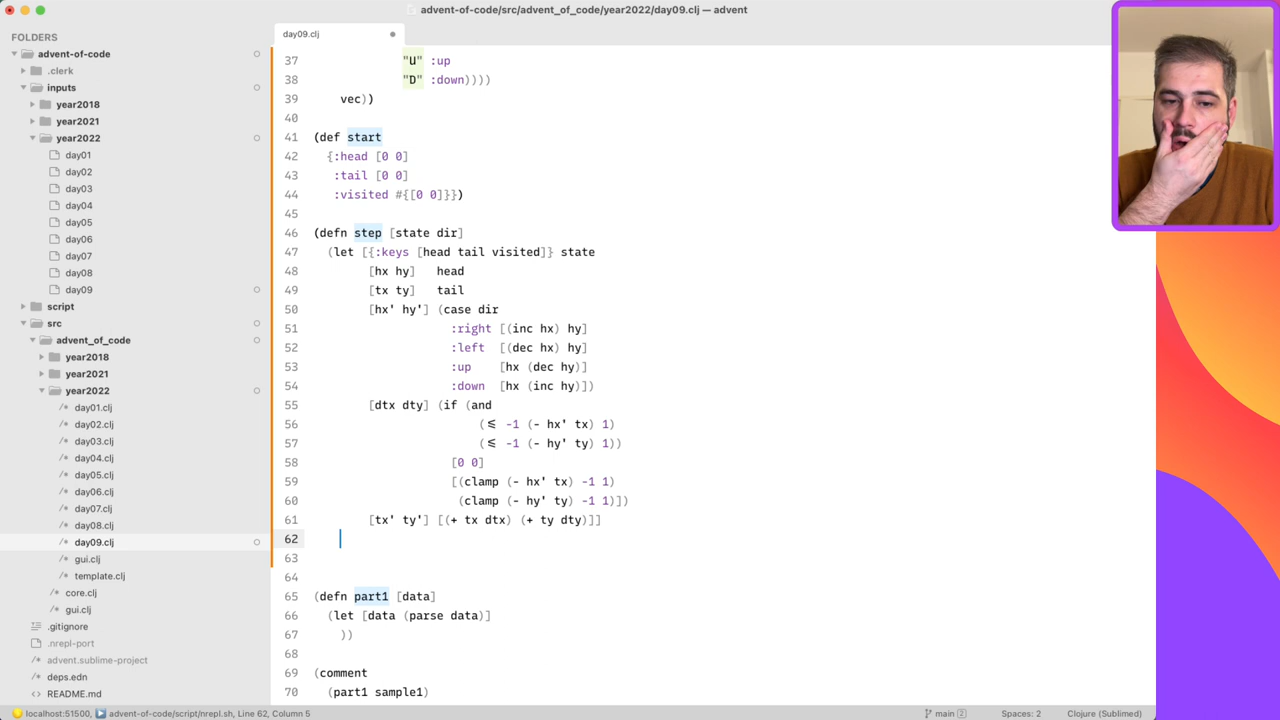 advent-of-code/src/advent_of_code/year2022/day09.clj — advent
FOLDERS
advent-of-code
.clerk
inputs
year2018
year2021
year2022
day01
day02
day03
day04
day05
day06
day07
day08
day09
script
src
advent_of_code
year2018
year2021
year2022
day01.clj
day02.clj
day03.clj
day04.clj
day05.clj
day06.clj
day07.clj
day08.clj
day09.clj
gui.clj
template.clj
core.clj
gui.clj
.gitignore
.nrepl-port
advent.sublime-project
deps.edn
README.md
day09.clj
37 "U" :up
38 "D" :down))))
39 vec))
40
41 (def start
42 {:head [0 0]
43 :tail [0 0]
44 :visited #{[0 0]}})
45
46 (defn step [state dir]
47 (let [{:keys [head tail visited]} state
48 [hx hy] head
49 [tx ty] tail
50 [hx' hy'] (case dir
51 :right [(inc hx) hy]
52 :left [(dec hx) hy]
53 :up [hx (dec hy)]
54 :down [hx (inc hy)])
55 [dtx dty] (if (and
56 (≤ -1 (- hx' tx) 1)
57 (≤ -1 (- hy' ty) 1))
58 [0 0]
59 [(clamp (- hx' tx) -1 1)
60 (clamp (- hy' ty) -1 1)])
61 [tx' ty'] [(+ tx dtx) (+ ty dty)]]
62
63
64
65 (defn part1 [data]
66 (let [data (parse data)]
67 ))
68
69 (comment
70 (part1 sample1)
localhost:51500, advent-of-code/script/nrepl.sh, Line 62, Column 5
main 2
Spaces: 2
Clojure (Sublimed)